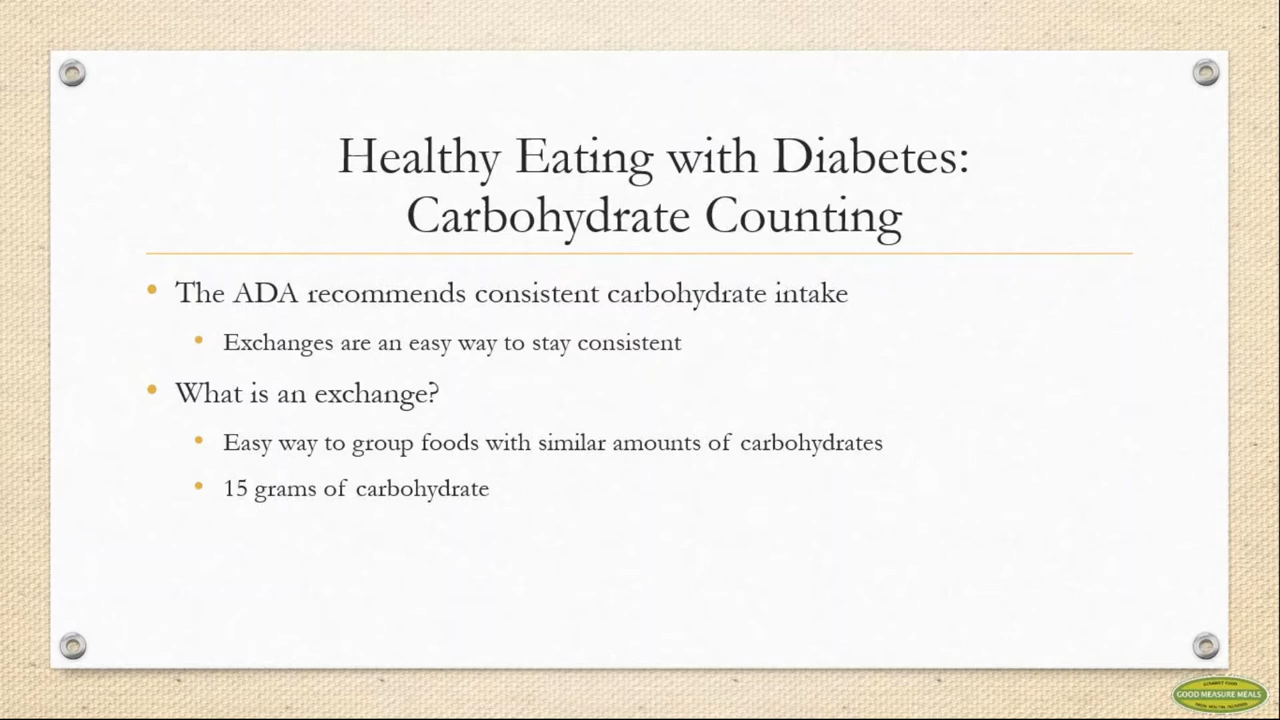 Healthy Eating with Diabetes:
Carbohydrate Counting
• The ADA recommends consistent carbohydrate intake
• Exchanges are an easy way to stay consistent
• What is an exchange?
• Easy way to group foods with similar amounts of carbohydrates
• 15 grams of carbohydrate
GOURMET FOOD
GOOD MEASURE MEALS